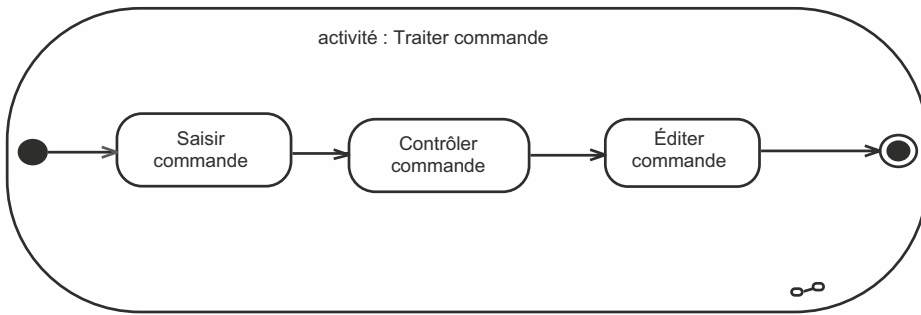 activité : Traiter commande
Saisir
commande
Contrôler
commande
Éditer
commande